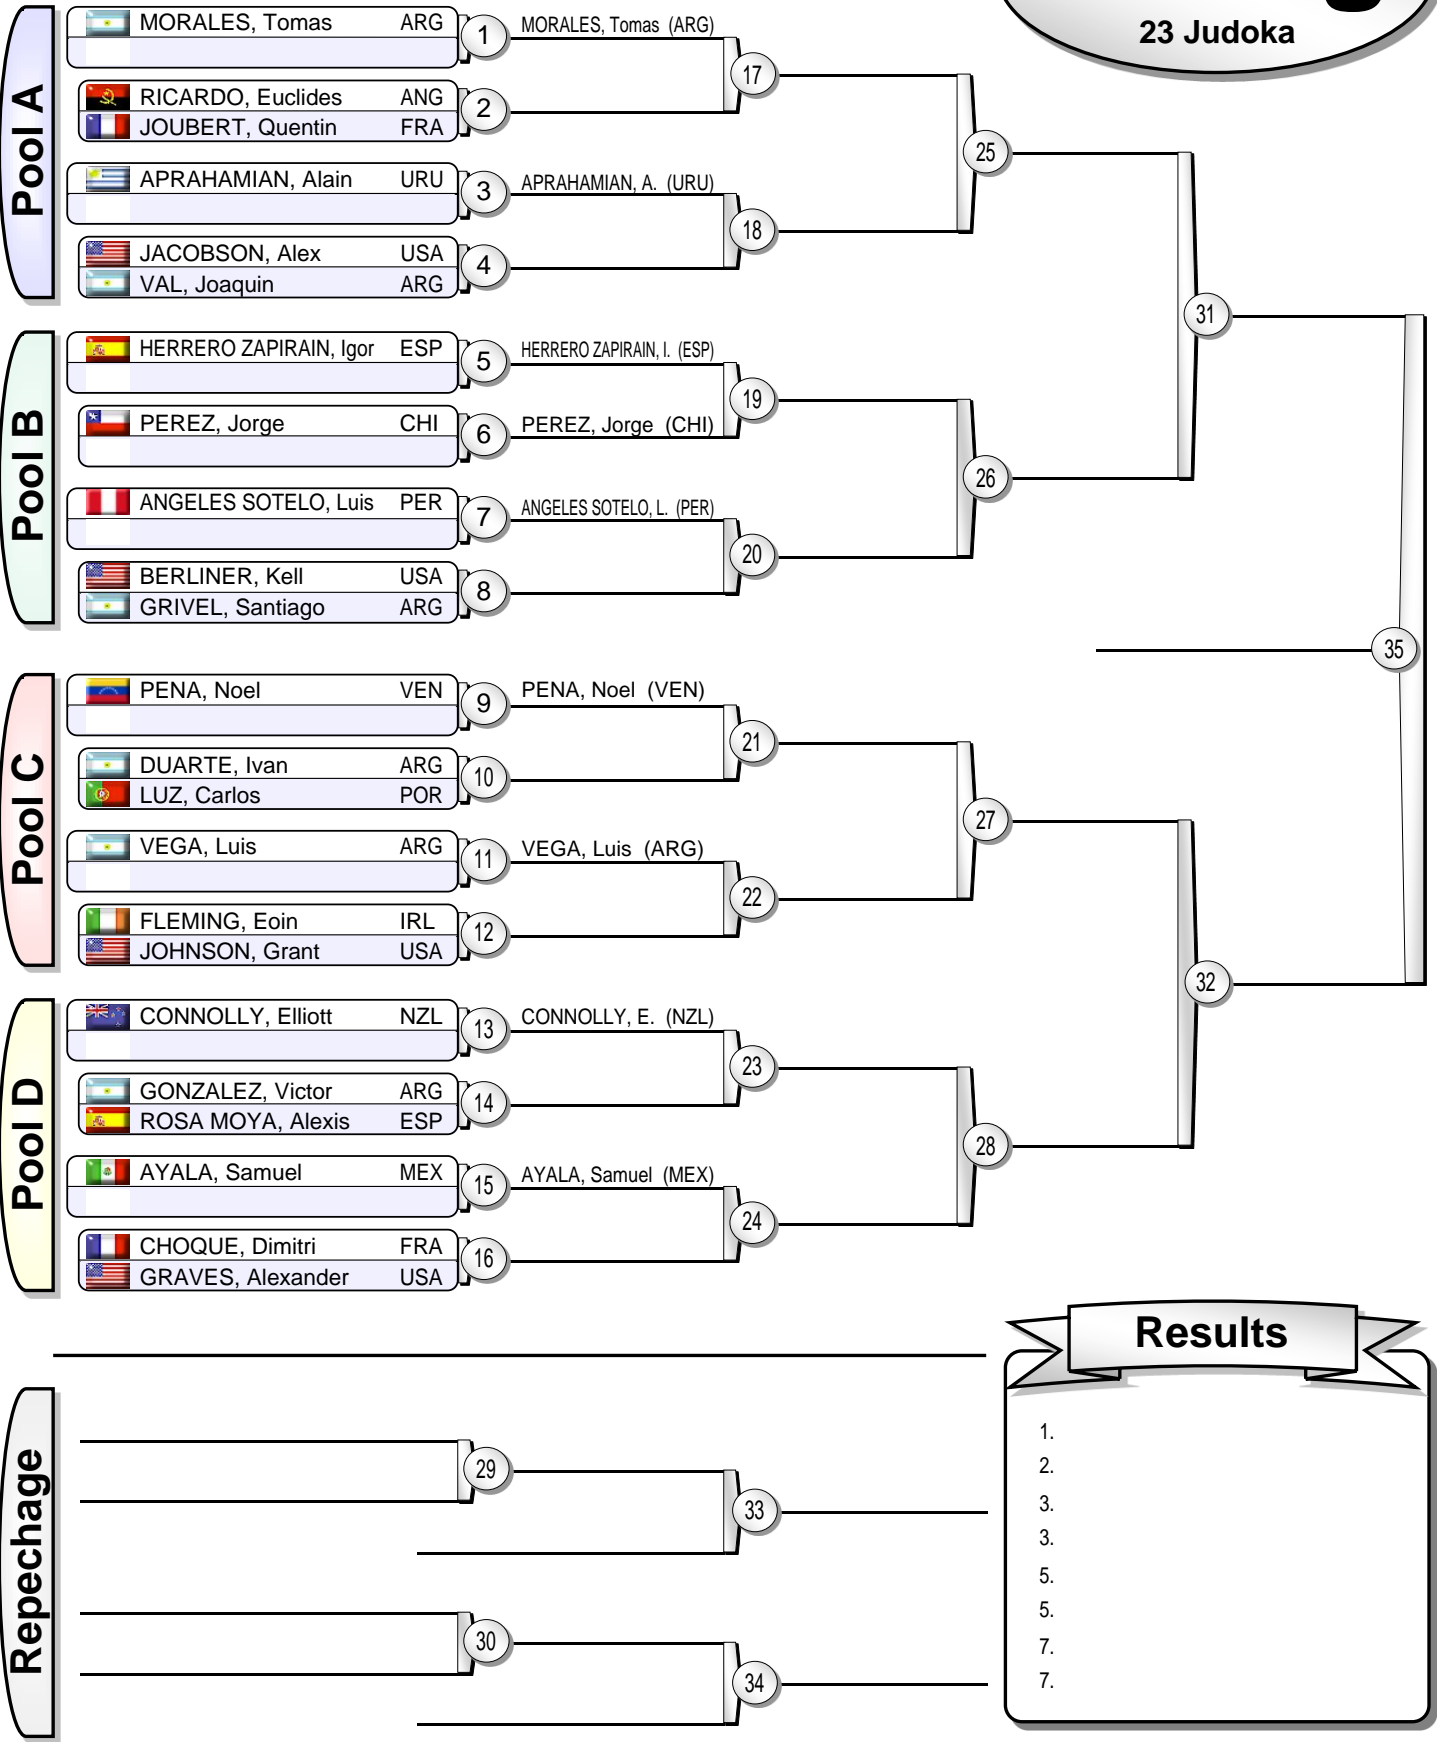 23 Judoka
Pool A
MORALES, Tomas ARG 1 MORALES, Tomas (ARG)
17
RICARDO, Euclides ANG
JOUBERT, Quentin FRA 2
25
APRAHAMIAN, Alain URU 3 APRAHAMIAN, A. (URU)
18
JACOBSON, Alex USA
VAL, Joaquin ARG 4
31
Pool B
HERRERO ZAPIRAIN, Igor ESP 5 HERRERO ZAPIRAIN, I. (ESP)
19
PEREZ, Jorge CHI 6 PEREZ, Jorge (CHI)
26
ANGELES SOTELO, Luis PER 7 ANGELES SOTELO, L. (PER)
20
BERLINER, Kell USA
GRIVEL, Santiago ARG 8
35
Pool C
PENA, Noel VEN 9 PENA, Noel (VEN)
21
DUARTE, Ivan ARG
LUZ, Carlos POR 10
27
VEGA, Luis ARG 11 VEGA, Luis (ARG)
22
FLEMING, Eoin IRL
JOHNSON, Grant USA 12
32
Pool D
CONNOLLY, Elliott NZL 13 CONNOLLY, E. (NZL)
23
GONZALEZ, Victor ARG
ROSA MOYA, Alexis ESP 14
28
AYALA, Samuel MEX 15 AYALA, Samuel (MEX)
24
CHOQUE, Dimitri FRA
GRAVES, Alexander USA 16
Repechage
29
33
30
34
Results
1.
2.
3.
3.
5.
5.
7.
7.